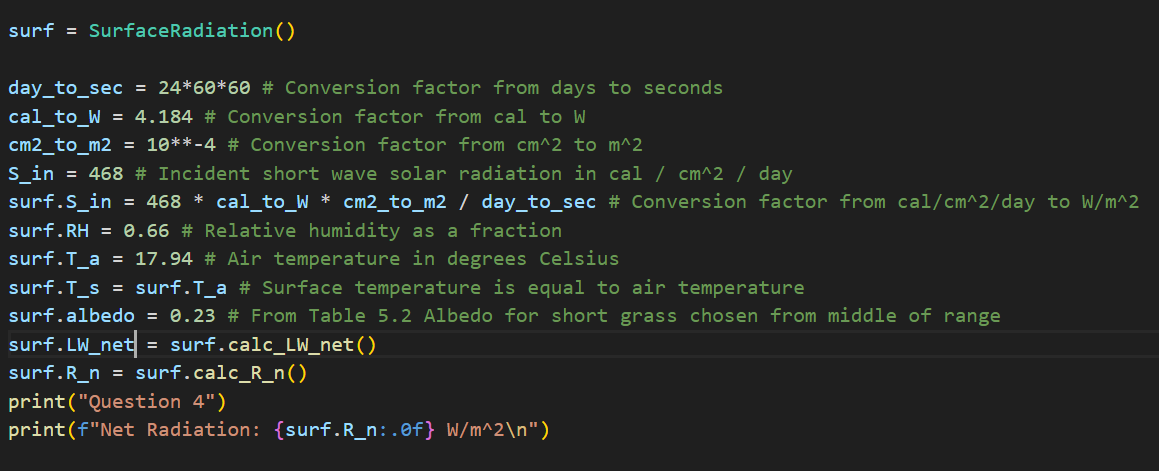 surf = SurfaceRadiation()
day_to_sec = 24*60*60 # Conversion factor from days to seconds
cal_to_W = 4.184 # Conversion factor from cal to W
cm2_to_m2 = 10**-4 # Conversion factor from cm^2 to m^2
S_in = 468 # Incident short wave solar radiation in cal / cm^2 / day
surf.S_in = 468 * cal_to_W * cm2_to_m2 / day_to_sec # Conversion factor from cal/cm^2/day to W/m^2
surf.RH = 0.66 # Relative humidity as a fraction
surf.T_a = 17.94 # Air temperature in degrees Celsius
surf.T_s = surf.T_a # Surface temperature is equal to air temperature
surf.albedo = 0.23 # From Table 5.2 Albedo for short grass chosen from middle of range
surf.LW_net = surf.calc_LW_net()
surf.R_n = surf.calc_R_n()
print("Question 4")
print(f"Net Radiation: {surf.R_n:.0f} W/m^2\n")